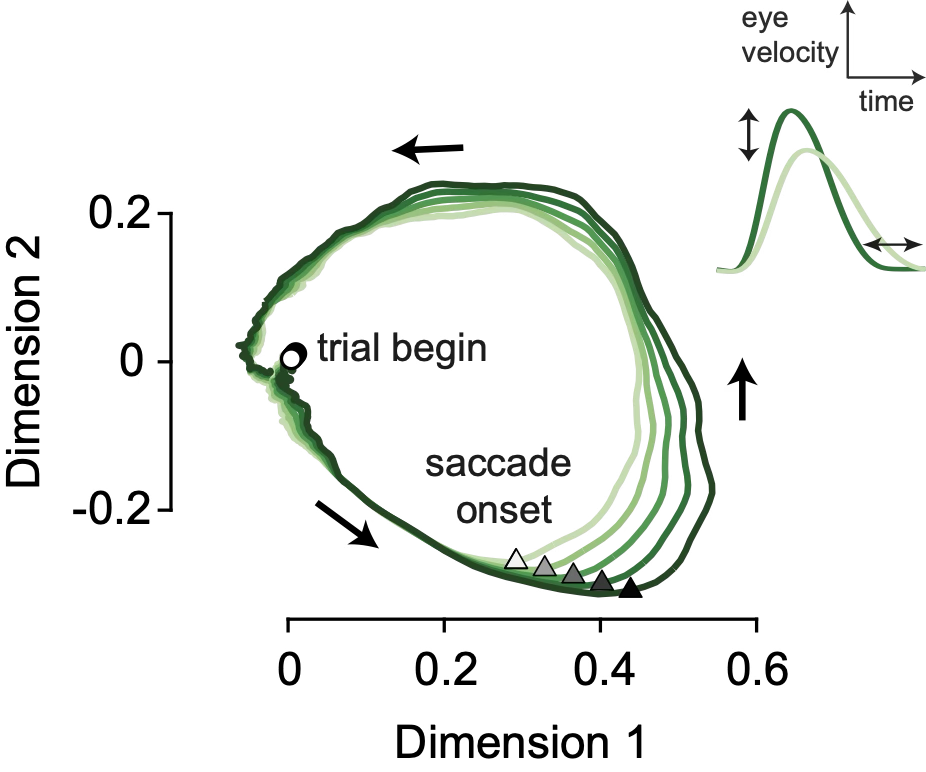 eye
velocity
time
0.2
0
-0.2
Dimension 2
trial begin
saccade
onset
0
0.2
0.4
0.6
Dimension 1